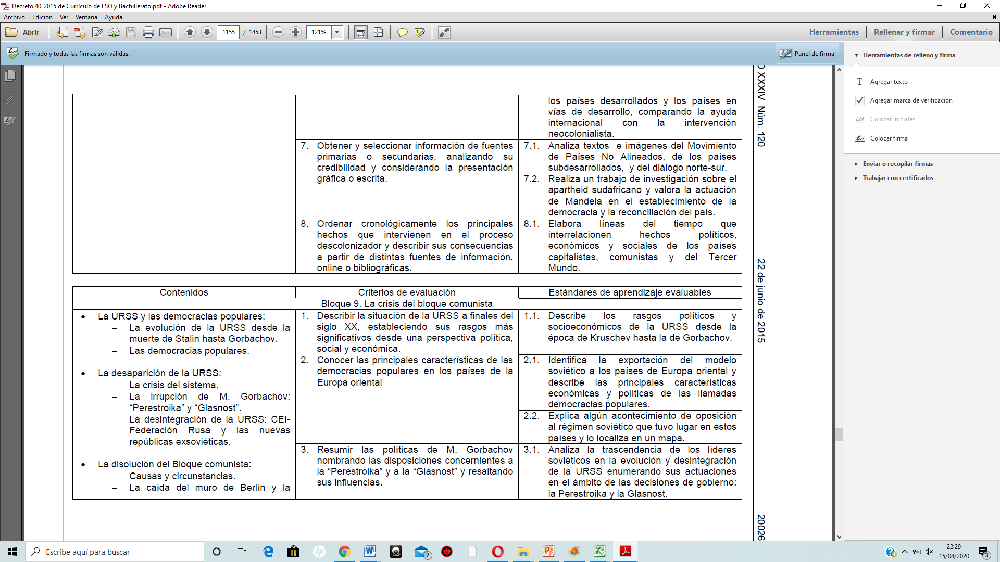 Decreto 40_2015 de Currículo de ESO y Bachillerato.pdf - Adobe Reader
Archivo Edición Ver Ventana Ayuda
Abrir 1155 / 1453 121% Herramientas Rellenar y firmar Comentario
Firmado y todas las firmas son válidas. Panel de firma
Herramientas de relleno y firma
Agregar texto
Agregar marca de verificación
Colocar iniciales
Colocar firma
Enviar o recopilar firmas
Trabajar con certificados
los países desarrollados y los países en
vías de desarrollo, comparando la ayuda
internacional con la intervención
neocolonialista.
7. Obtener y seleccionar información de fuentes
primarias o secundarias, analizando su
credibilidad y considerando la presentación
gráfica o escrita.
7.1. Analiza textos e imágenes del Movimiento
de Países No Alineados, de los países
subdesarrollados, y del diálogo norte-sur.
7.2. Realiza un trabajo de investigación sobre el
apartheid sudafricano y valora la actuación
de Mandela en el establecimiento de la
democracia y la reconciliación del país.
8. Ordenar cronológicamente los principales
hechos que intervienen en el proceso
descolonizador y describir sus consecuencias
a partir de distintas fuentes de información,
online o bibliográficas.
8.1. Elabora líneas del tiempo que
interrelacionen hechos políticos,
económicos y sociales de los países
capitalistas, comunistas y del Tercer
Mundo.
Contenidos Criterios de evaluación Estándares de aprendizaje evaluables
Bloque 9. La crisis del bloque comunista
• La URSS y las democracias populares:
– La evolución de la URSS desde la
muerte de Stalin hasta Gorbachov.
– Las democracias populares.
• La desaparición de la URSS:
– La crisis del sistema.
– La irrupción de M. Gorbachov:
“Perestroika” y “Glasnost”.
– La desintegración de la URSS: CEI-
Federación Rusa y las nuevas
repúblicas exsoviéticas.
• La disolución del Bloque comunista:
– Causas y circunstancias.
– La caída del muro de Berlín y la
1. Describir la situación de la URSS a finales del
siglo XX, estableciendo sus rasgos más
significativos desde una perspectiva política,
social y económica.
1.1. Describe los rasgos políticos y
socioeconómicos de la URSS desde la
época de Kruschev hasta la de Gorbachov.
2. Conocer las principales características de las
democracias populares en los países de la
Europa oriental
2.1. Identifica la exportación del modelo
soviético a los países de Europa oriental y
describe las principales características
económicas y políticas de las llamadas
democracias populares.
2.2. Explica algún acontecimiento de oposición
al régimen soviético que tuvo lugar en estos
países y lo localiza en un mapa.
3. Resumir las políticas de M. Gorbachov
nombrando las disposiciones concernientes a
la “Perestroika” y a la “Glasnost” y resaltando
sus influencias.
3.1. Analiza la trascendencia de los líderes
soviéticos en la evolución y desintegración
de la URSS enumerando sus actuaciones
en el ámbito de las decisiones de gobierno:
la Perestroika y la Glasnost.
XXXIV Núm. 120
22 de junio de 2015
20026
Escribe aquí para buscar
7
22:29
15/04/2020
3